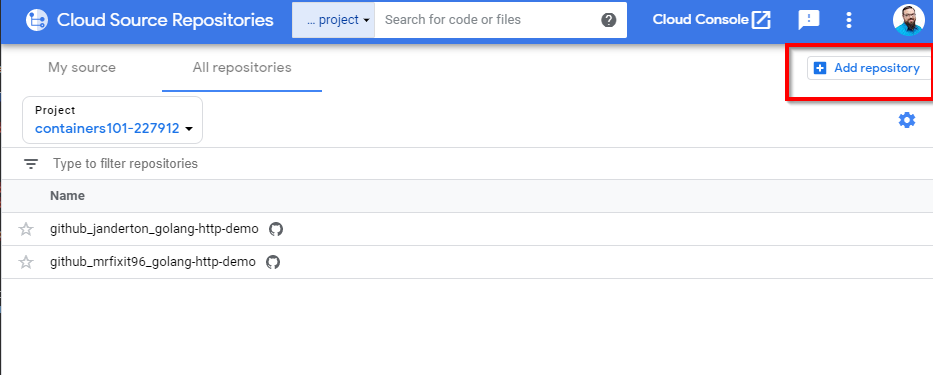 Cloud Source Repositories
... project
Search for code or files
?
Cloud Console
My source
All repositories
Add repository
Project
containers101-227912
Type to filter repositories
Name
github_janderton_golang-http-demo
github_mrfixit96_golang-http-demo